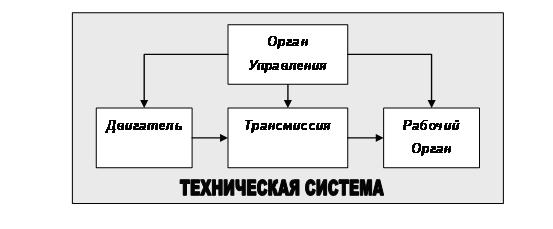 Орган
Управления
Двигатель
Трансмиссия
Рабочий
Орган
ТЕХНИЧЕСКАЯ СИСТЕМА